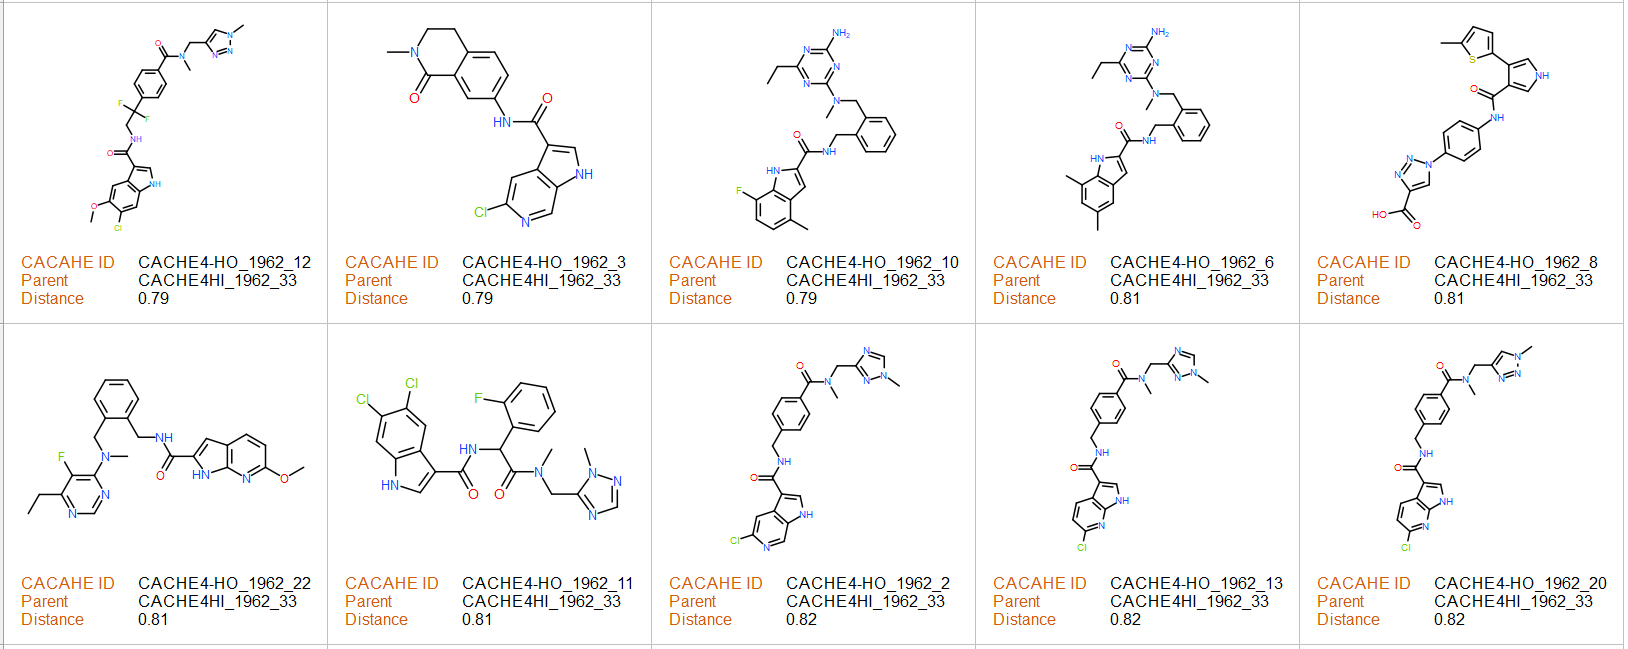 CACAHE ID CACHE4-HO_1962_12
Parent CACHE4HI_1962_33
Distance 0.79
CACAHE ID CACHE4-HO_1962_3
Parent CACHE4HI_1962_33
Distance 0.79
CACAHE ID CACHE4-HO_1962_10
Parent CACHE4HI_1962_33
Distance 0.79
CACAHE ID CACHE4-HO_1962_6
Parent CACHE4HI_1962_33
Distance 0.81
CACAHE ID CACHE4-HO_1962_8
Parent CACHE4HI_1962_33
Distance 0.81
CACAHE ID CACHE4-HO_1962_22
Parent CACHE4HI_1962_33
Distance 0.81
CACAHE ID CACHE4-HO_1962_11
Parent CACHE4HI_1962_33
Distance 0.81
CACAHE ID CACHE4-HO_1962_2
Parent CACHE4HI_1962_33
Distance 0.82
CACAHE ID CACHE4-HO_1962_13
Parent CACHE4HI_1962_33
Distance 0.82
CACAHE ID CACHE4-HO_1962_20
Parent CACHE4HI_1962_33
Distance 0.82